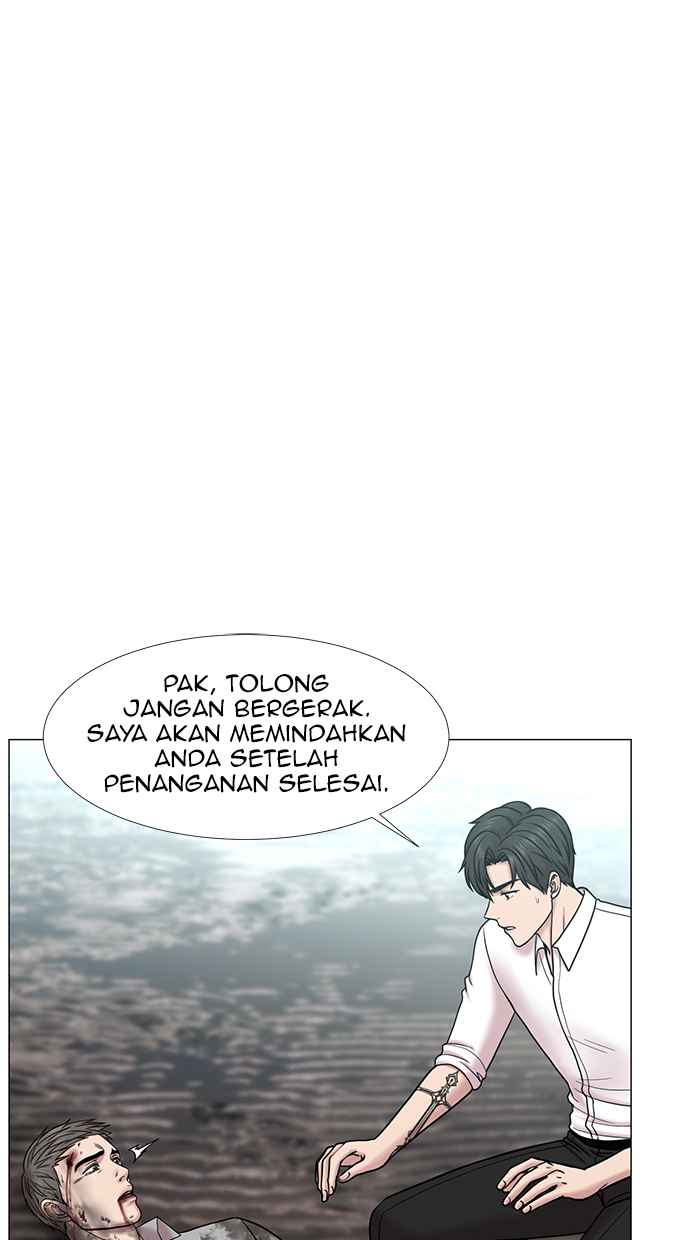 PAK, TOLONG
JANGAN BERGERAK.
SAYA AKAN MEMINDAHKAN
ANDA SETELAH
PENANGANAN SELESAI.